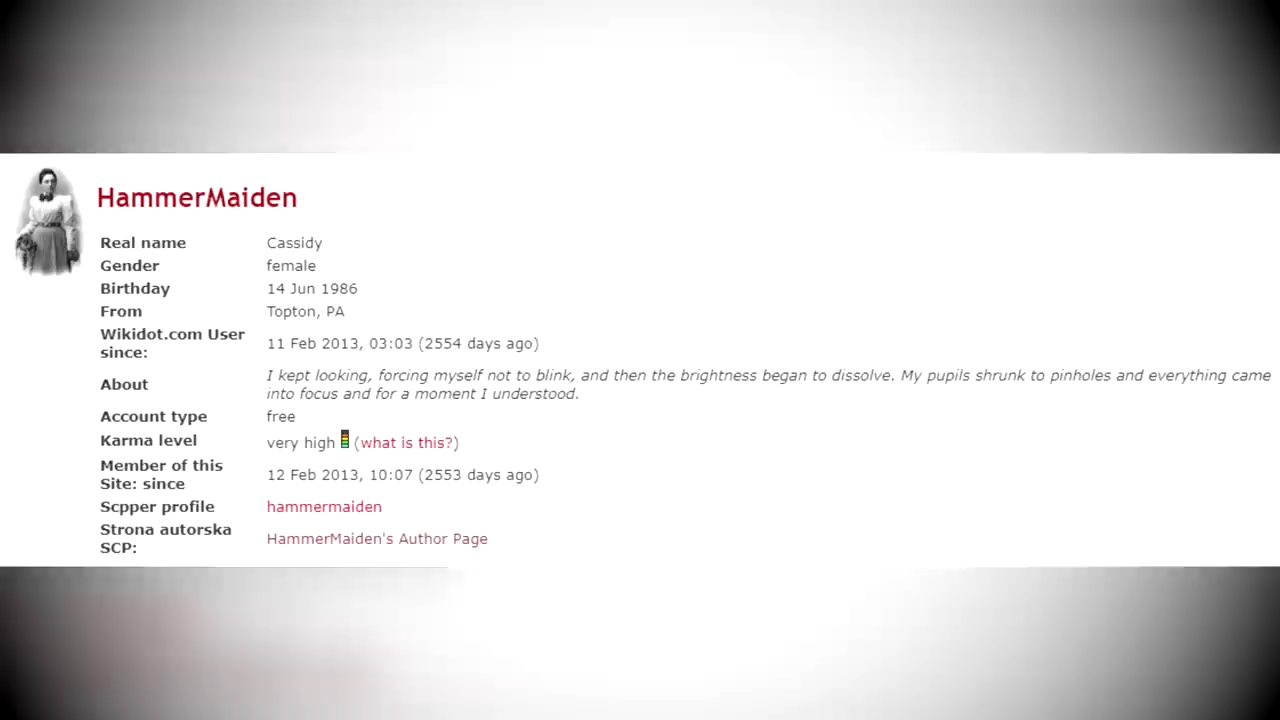 HammerMaiden
Real name Cassidy
Gender female
Birthday 14 Jun 1986
From Topton, PA
Wikidot.com User since: 11 Feb 2013, 03:03 (2554 days ago)
About I kept looking, forcing myself not to blink, and then the brightness began to dissolve. My pupils shrunk to pinholes and everything came
into focus and for a moment I understood.
Account type free
Karma level very high (what is this?)
Member of this Site: since 12 Feb 2013, 10:07 (2553 days ago)
Scpper profile hammermaiden
Strona autorska SCP: HammerMaiden's Author Page